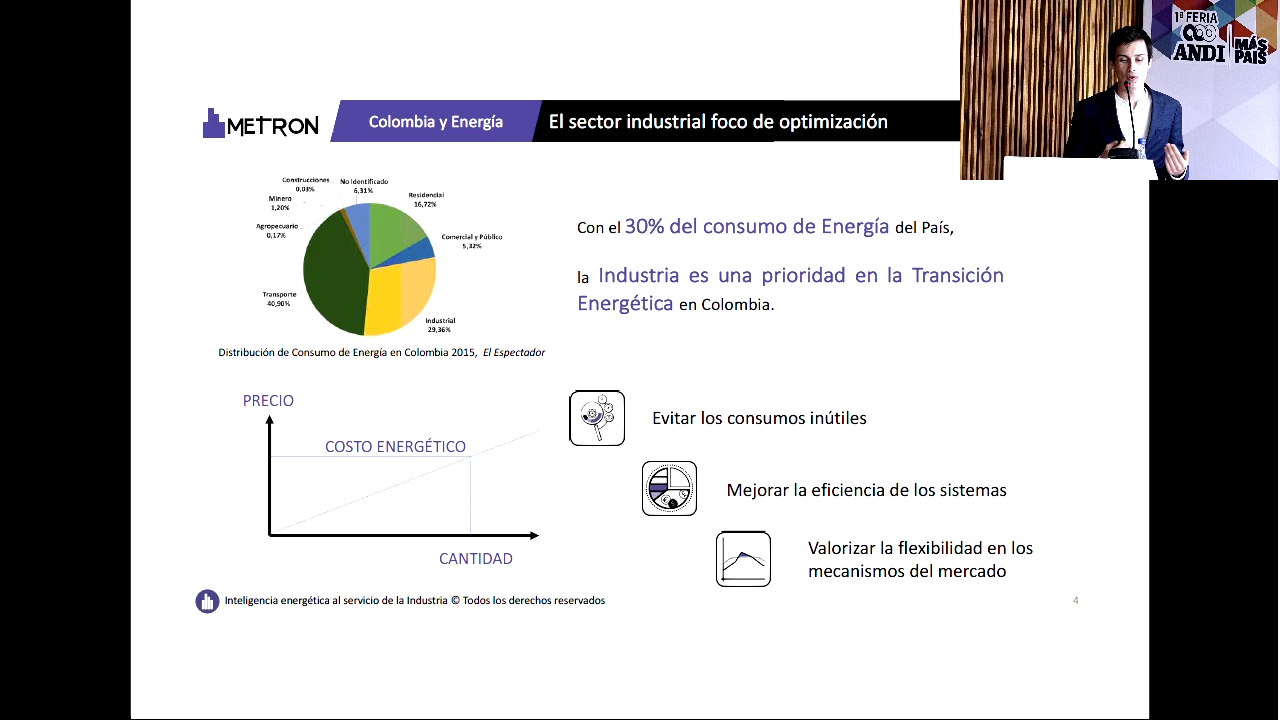 1ª FERIA
ANDI
MÁS
PAÍS
METRON
Colombia y Energía
El sector industrial foco de optimización
Construcciones
0,03%
No Identificado
6,31%
Minero
1,20%
Residencial
16,72%
Agropecuario
0,17%
Comercial y Público
5,32%
Transporte
40,90%
Industrial
29,36%
Distribución de Consumo de Energía en Colombia 2015, El Espectador
Con el 30% del consumo de Energía del País,
la Industria es una prioridad en la Transición
Energética en Colombia.
PRECIO
COSTO ENERGÉTICO
CANTIDAD
Evitar los consumos inútiles
Mejorar la eficiencia de los sistemas
Valorizar la flexibilidad en los
mecanismos del mercado
Inteligencia energética al servicio de la Industria © Todos los derechos reservados
4